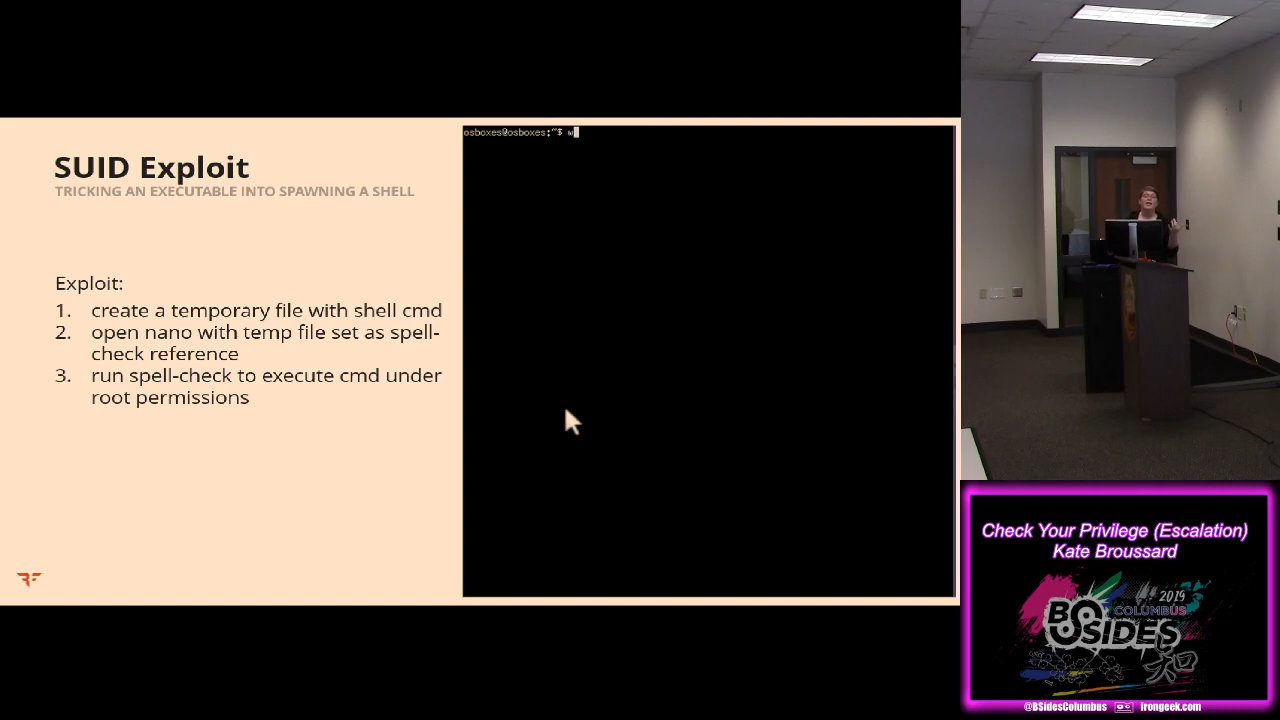 SUID Exploit
TRICKING AN EXECUTABLE INTO SPAWNING A SHELL
Exploit:
1. create a temporary file with shell cmd
2. open nano with temp file set as spell-
check reference
3. run spell-check to execute cmd under
root permissions
osboxes@osboxes:~$ w
Check Your Privilege (Escalation)
Kate Broussard
2019
COLUMBUS
BSIDES
@BSidesColumbus
Irongeek.com